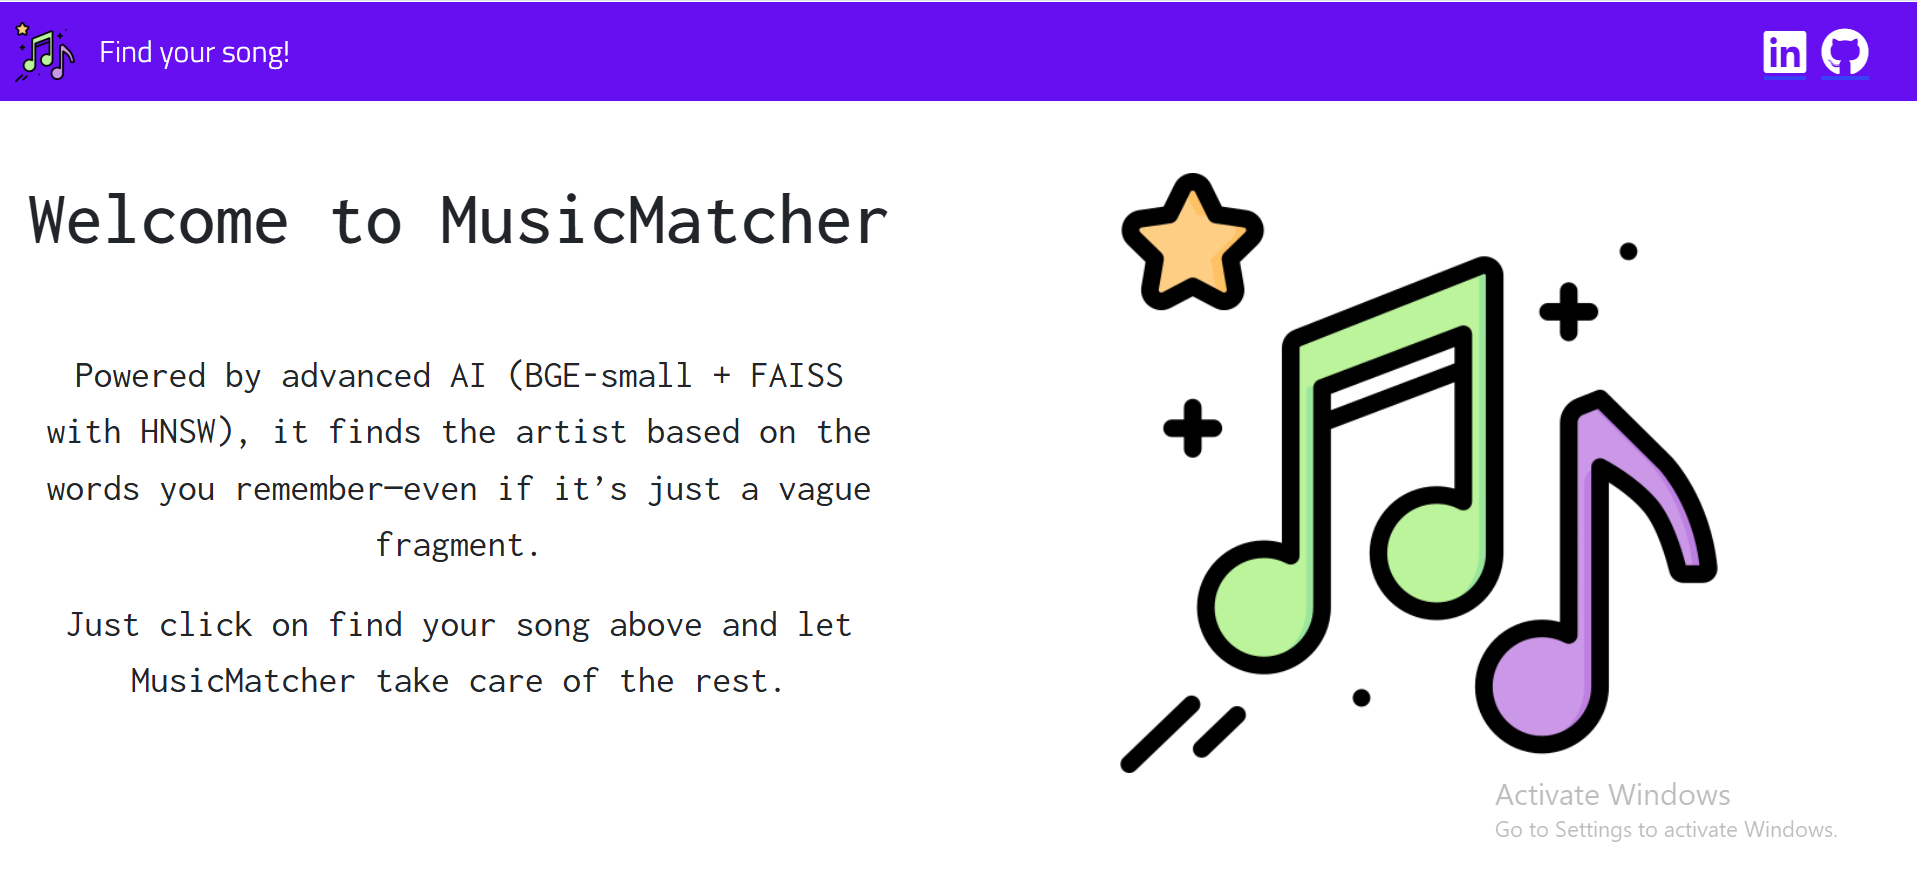 Find your song!
in
Welcome to MusicMatcher
Powered by advanced AI (BGE-small + FAISS
with HNSW), it finds the artist based on the
words you remember—even if it’s just a vague
fragment.
Just click on find your song above and let
MusicMatcher take care of the rest.
Activate Windows
Go to Settings to activate Windows.